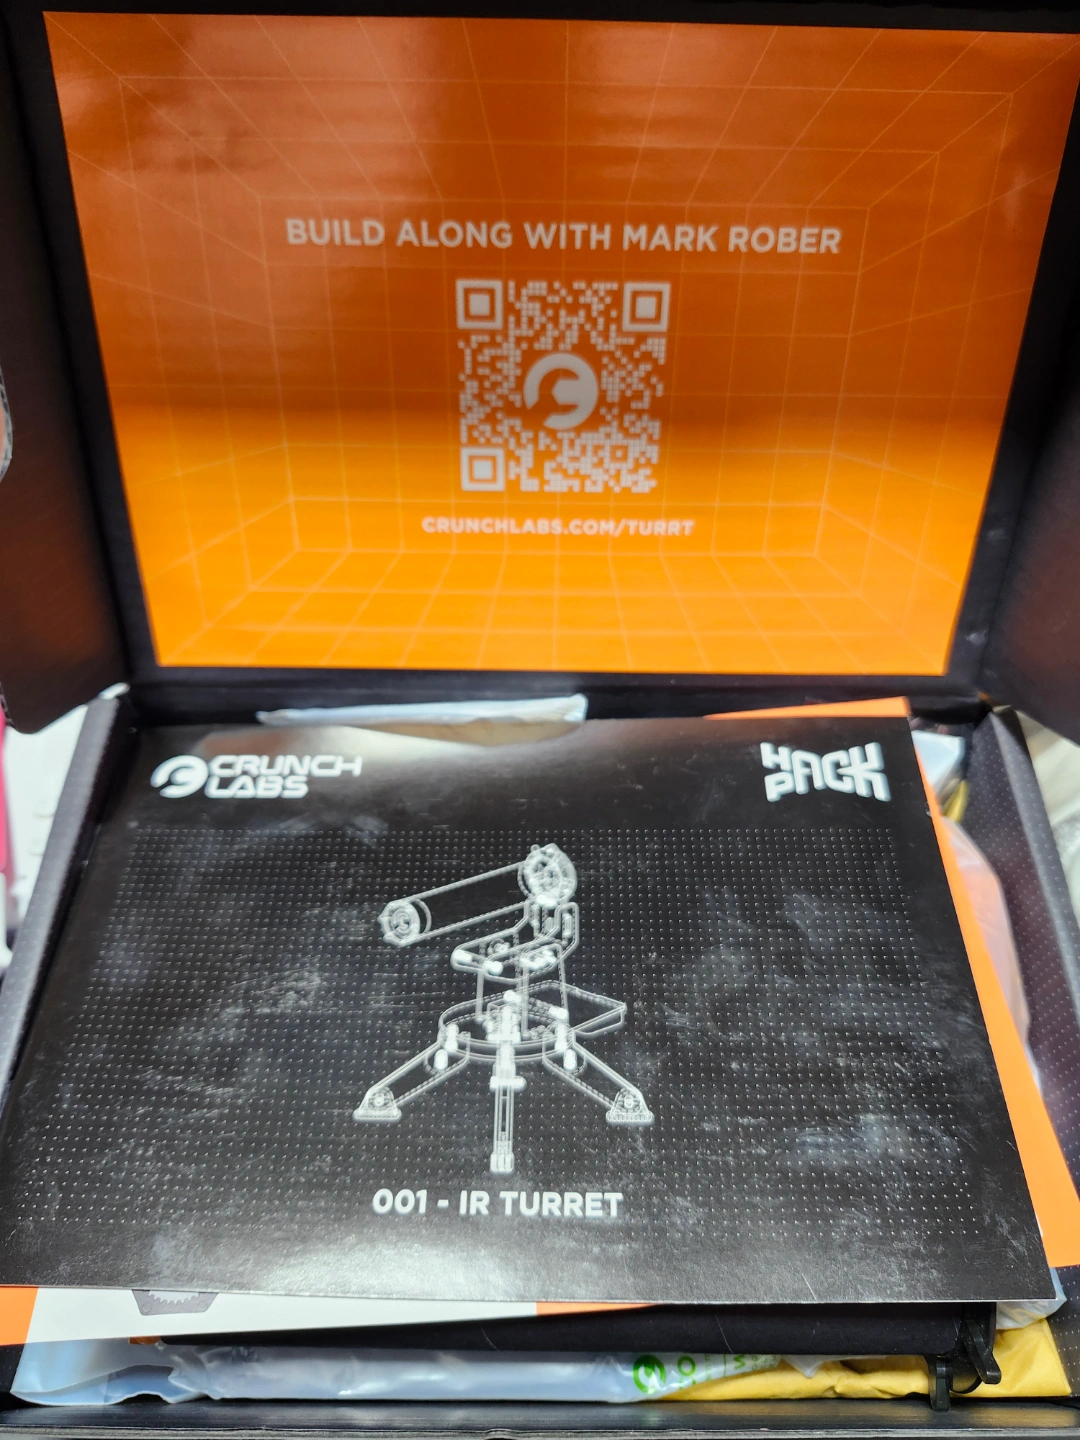 BUILD ALONG WITH MARK ROBER
CRUNCHLABS.COM/TURRT
CRUNCH
LABS
HACK
PACK
001 - IR TURRET